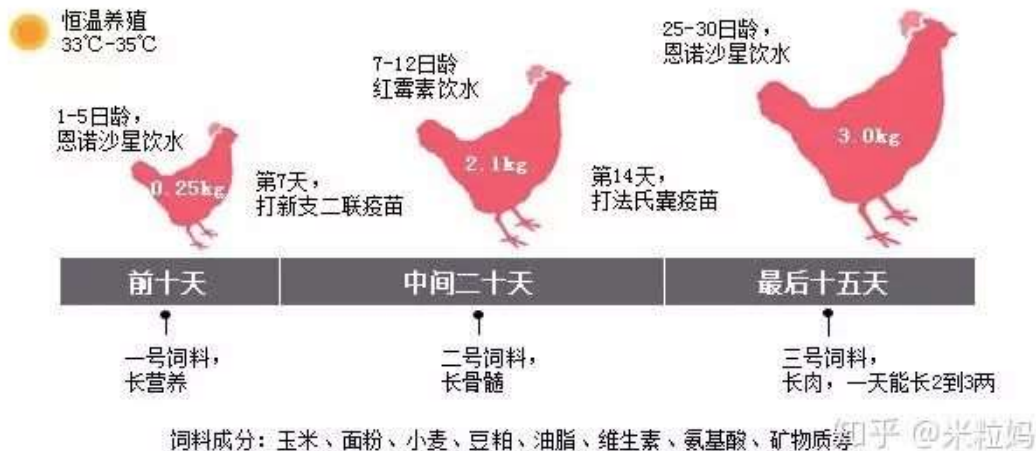 恒温养殖
33℃-35℃
1-5日龄，
恩诺沙星饮水
0.25kg
第7天，
打新支二联疫苗
7-12日龄
红霉素饮水
2.1kg
第14天，
打法氏囊疫苗
25-30日龄，
恩诺沙星饮水
3.0kg
前十天
中间二十天
最后十五天
一号饲料，
长营养
二号饲料，
长骨髓
三号饲料，
长肉，一天能长2到3两
饲料成分：玉米、面粉、小麦、豆粕、油脂、维生素、氨基酸、矿物质等
知乎 @米粒妈